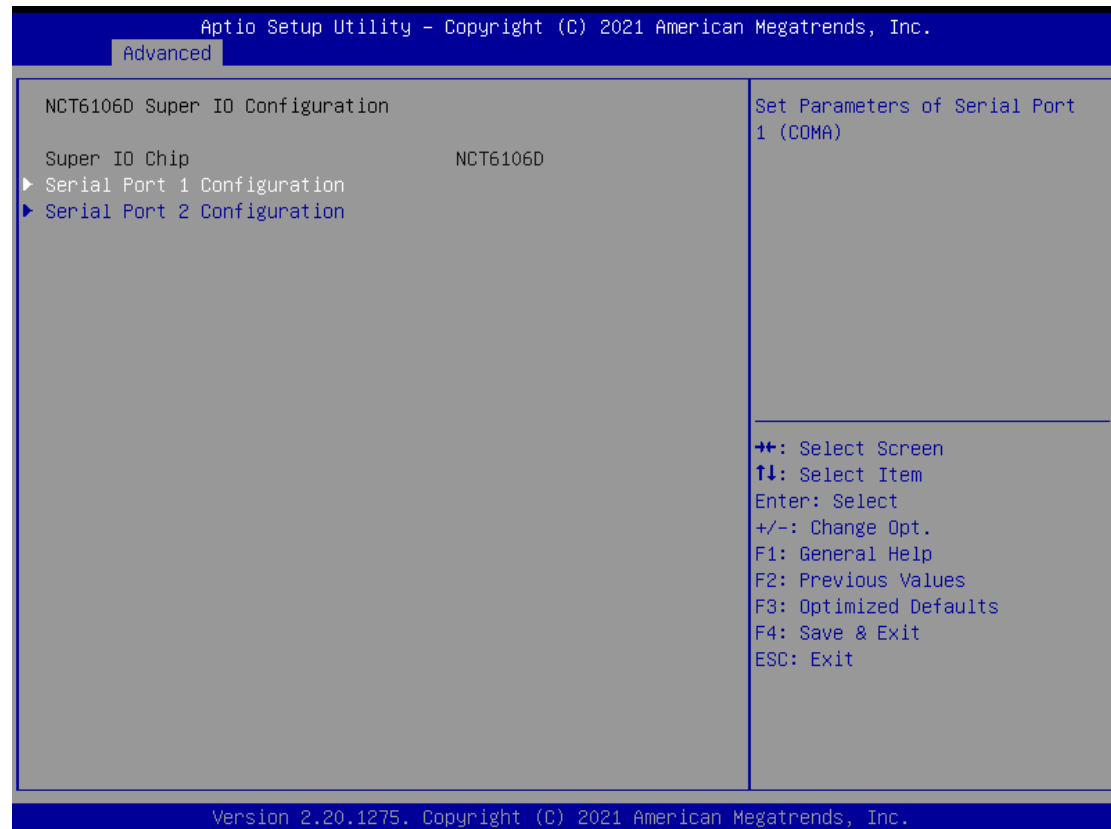 Aptio Setup Utility – Copyright (C) 2021 American Megatrends, Inc.
Advanced
NCT6106D Super IO Configuration
Super IO Chip NCT6106D
▶ Serial Port 1 Configuration
▶ Serial Port 2 Configuration
Set Parameters of Serial Port
1 (COMA)
→←: Select Screen
↑↓: Select Item
Enter: Select
+/-: Change Opt.
F1: General Help
F2: Previous Values
F3: Optimized Defaults
F4: Save & Exit
ESC: Exit
Version 2.20.1275. Copyright (C) 2021 American Megatrends, Inc.